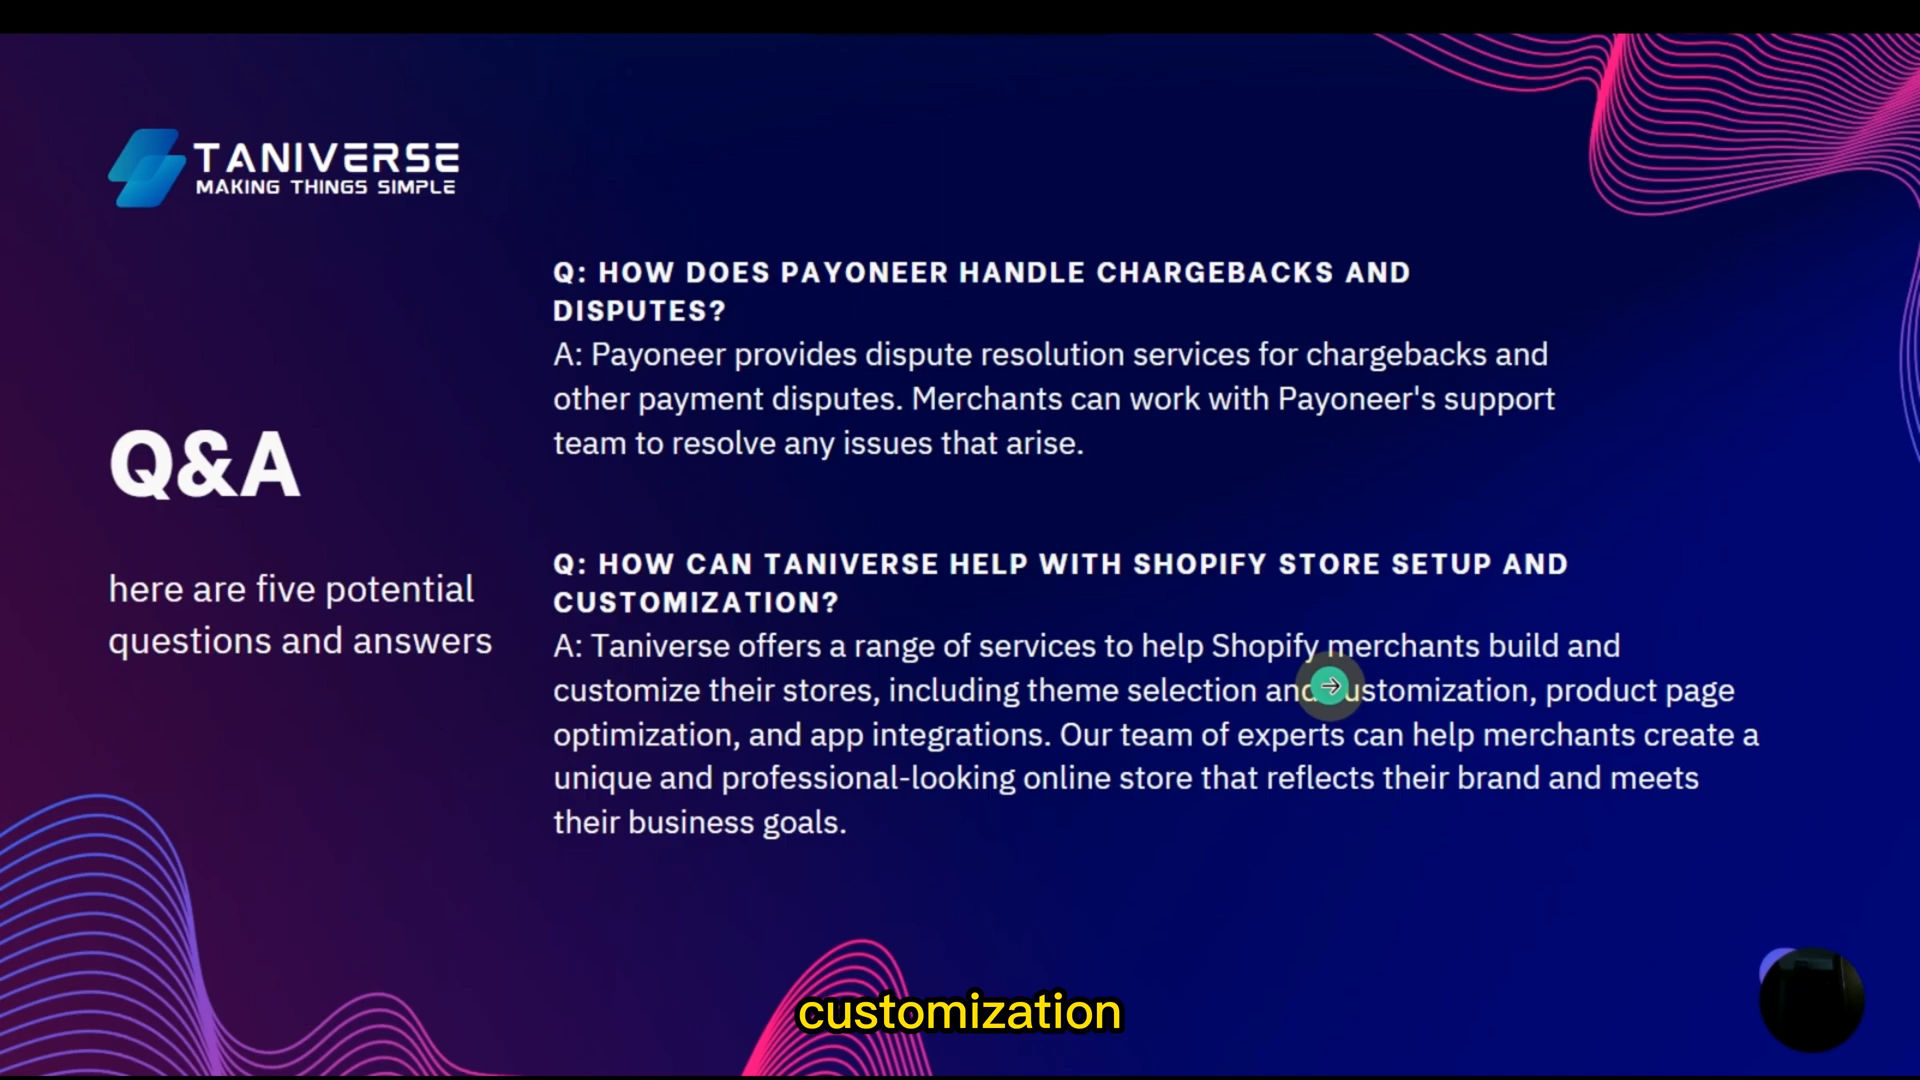 TANIVERSE
MAKING THINGS SIMPLE
Q&A
here are five potential
questions and answers
Q: HOW DOES PAYONEER HANDLE CHARGEBACKS AND
DISPUTES?
A: Payoneer provides dispute resolution services for chargebacks and
other payment disputes. Merchants can work with Payoneer's support
team to resolve any issues that arise.
Q: HOW CAN TANIVERSE HELP WITH SHOPIFY STORE SETUP AND
CUSTOMIZATION?
A: Taniverse offers a range of services to help Shopify merchants build and
customize their stores, including theme selection and customization, product page
optimization, and app integrations. Our team of experts can help merchants create a
unique and professional-looking online store that reflects their brand and meets
their business goals.
customization